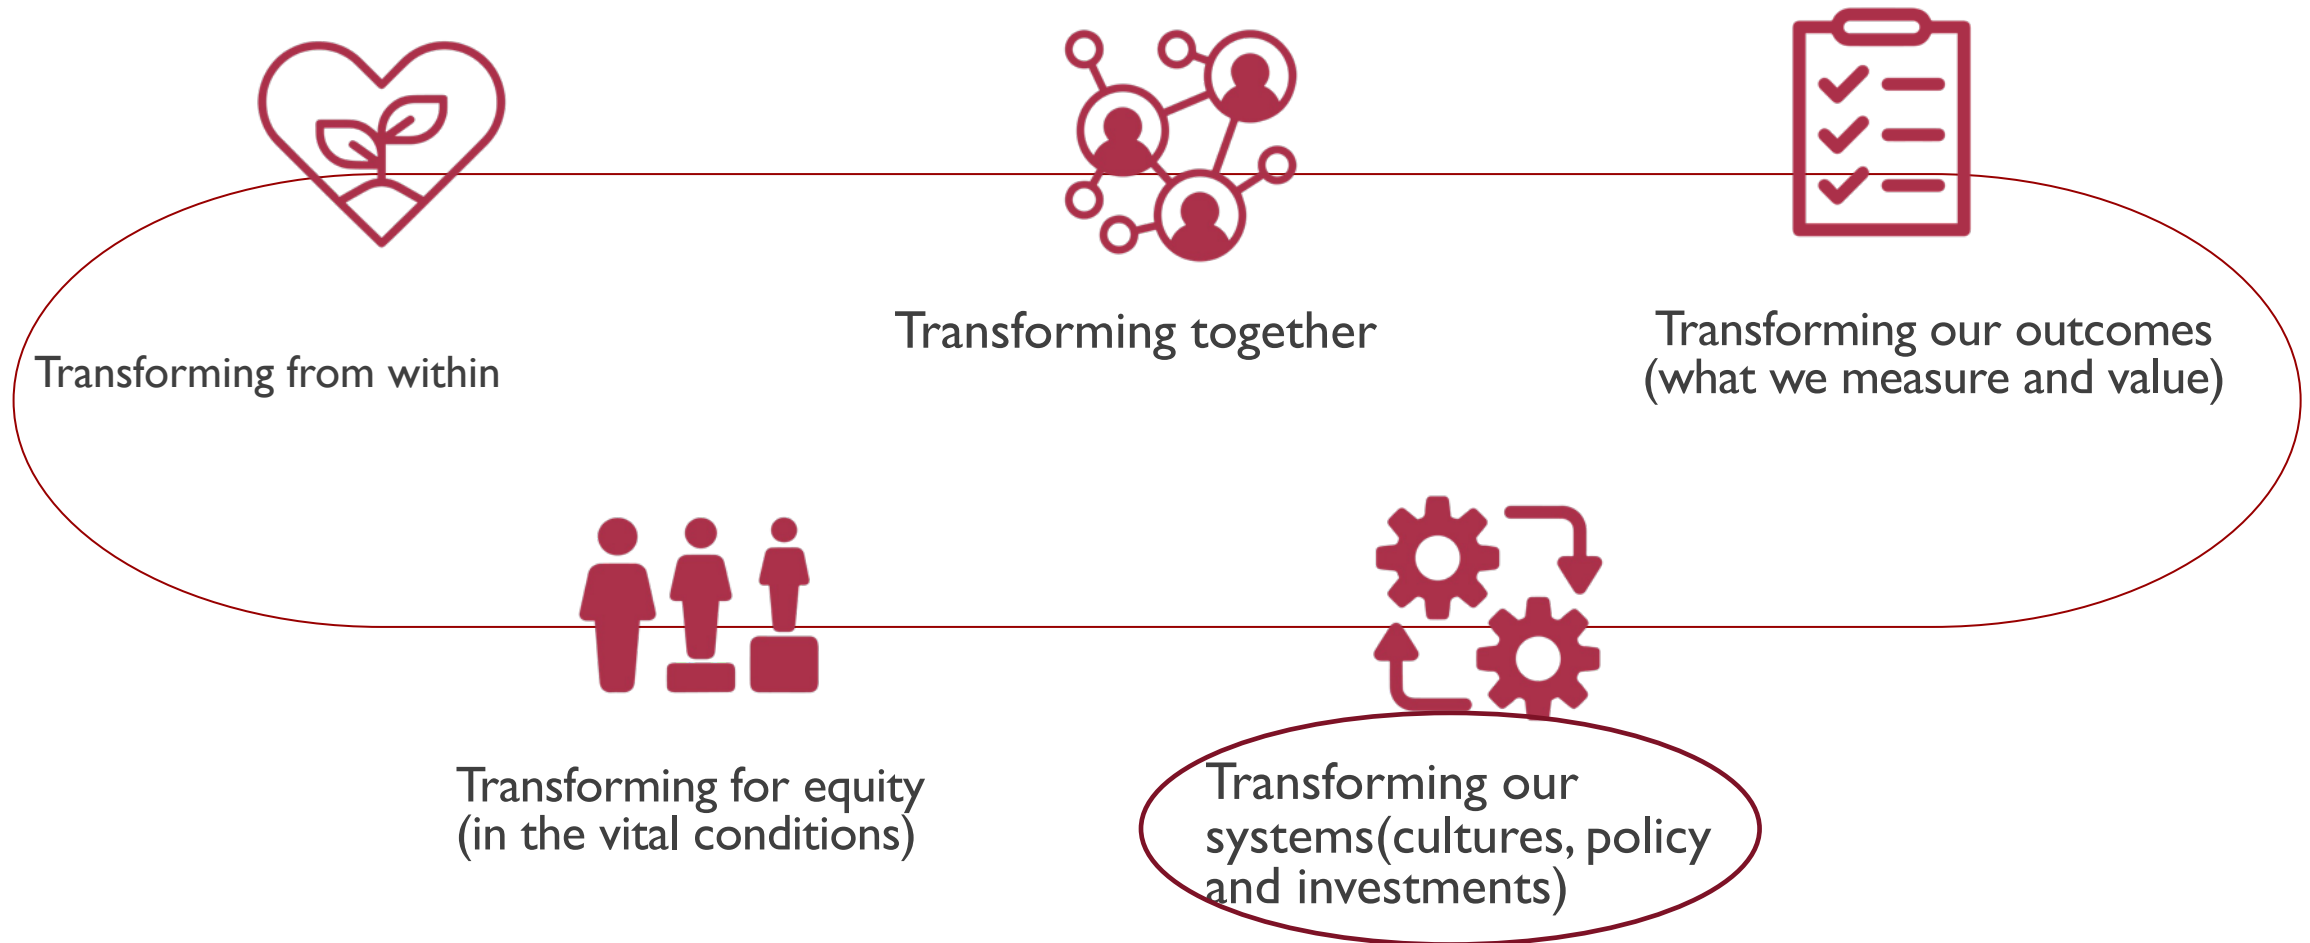 Transforming from within
Transforming together
Transforming our outcomes
(what we measure and value)
Transforming for equity
(in the vital conditions)
Transforming our
systems(cultures, policy
and investments)